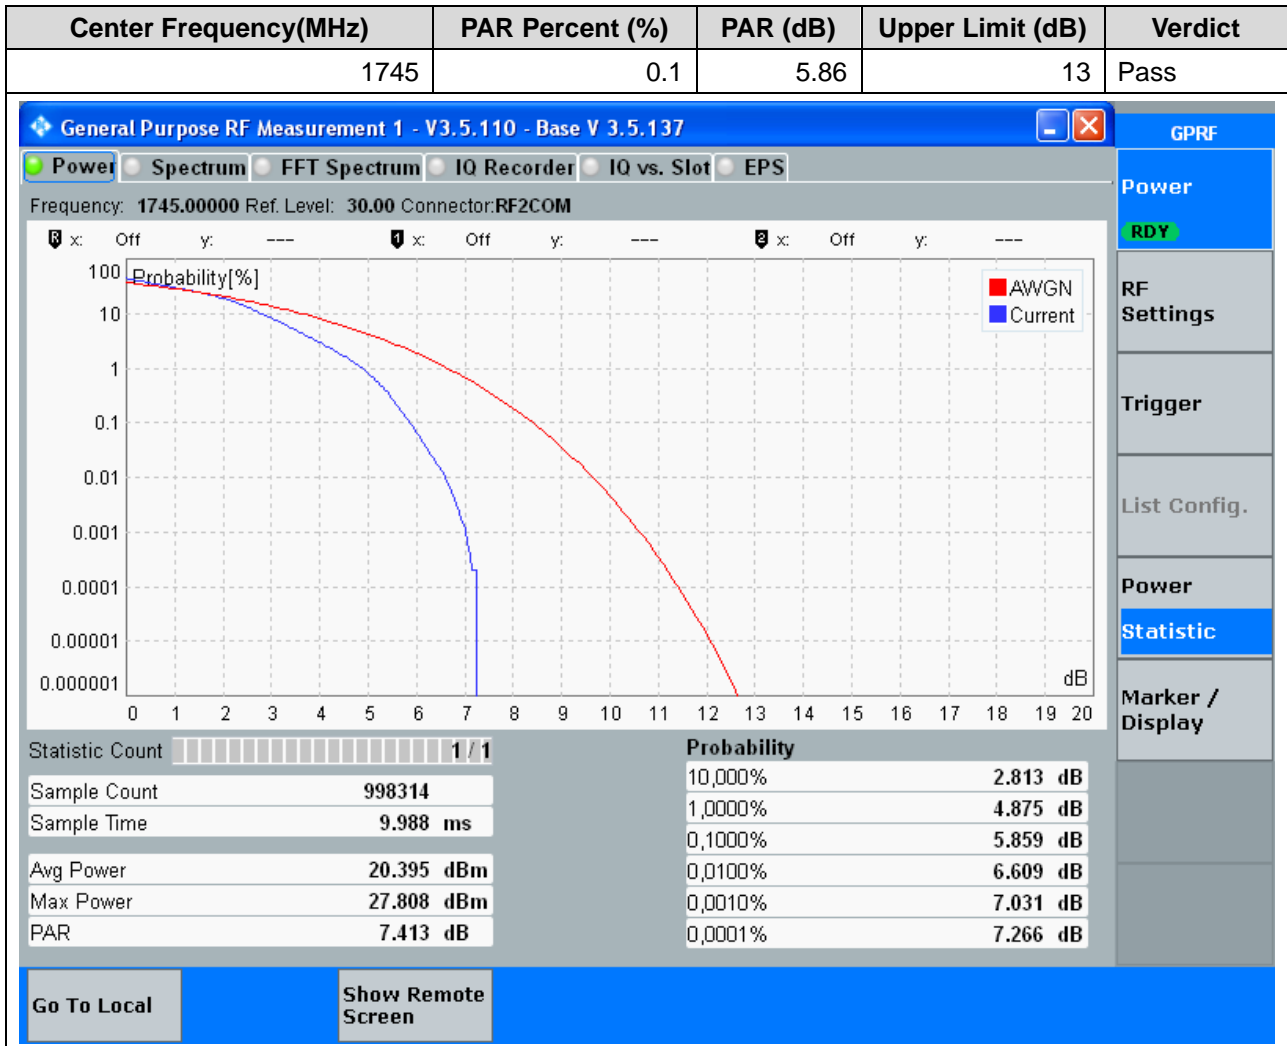 Center Frequency(MHz) PAR Percent (%) PAR (dB) Upper Limit (dB) Verdict
1745 0.1 5.86 13 Pass
General Purpose RF Measurement 1 - V3.5.110 - Base V 3.5.137
GPRF
Power Spectrum FFT Spectrum IQ Recorder IQ vs. Slot EPS
Frequency: 1745.00000 Ref. Level: 30.00 Connector:RF2COM
R x: Off y: --- 1 x: Off y: --- 2 x: Off y: ---
Probability[%]
AWGN
Current
100
10
1
0.1
0.01
0.001
0.0001
0.00001
0.000001
dB
0 1 2 3 4 5 6 7 8 9 10 11 12 13 14 15 16 17 18 19 20
Statistic Count 1 / 1
Sample Count 998314
Sample Time 9.988 ms
Avg Power 20.395 dBm
Max Power 27.808 dBm
PAR 7.413 dB
Probability
10,000% 2.813 dB
1,0000% 4.875 dB
0,1000% 5.859 dB
0,0100% 6.609 dB
0,0010% 7.031 dB
0,0001% 7.266 dB
Power
RDY
RF
Settings
Trigger
List Config.
Power
Statistic
Marker /
Display
Go To Local
Show Remote
Screen